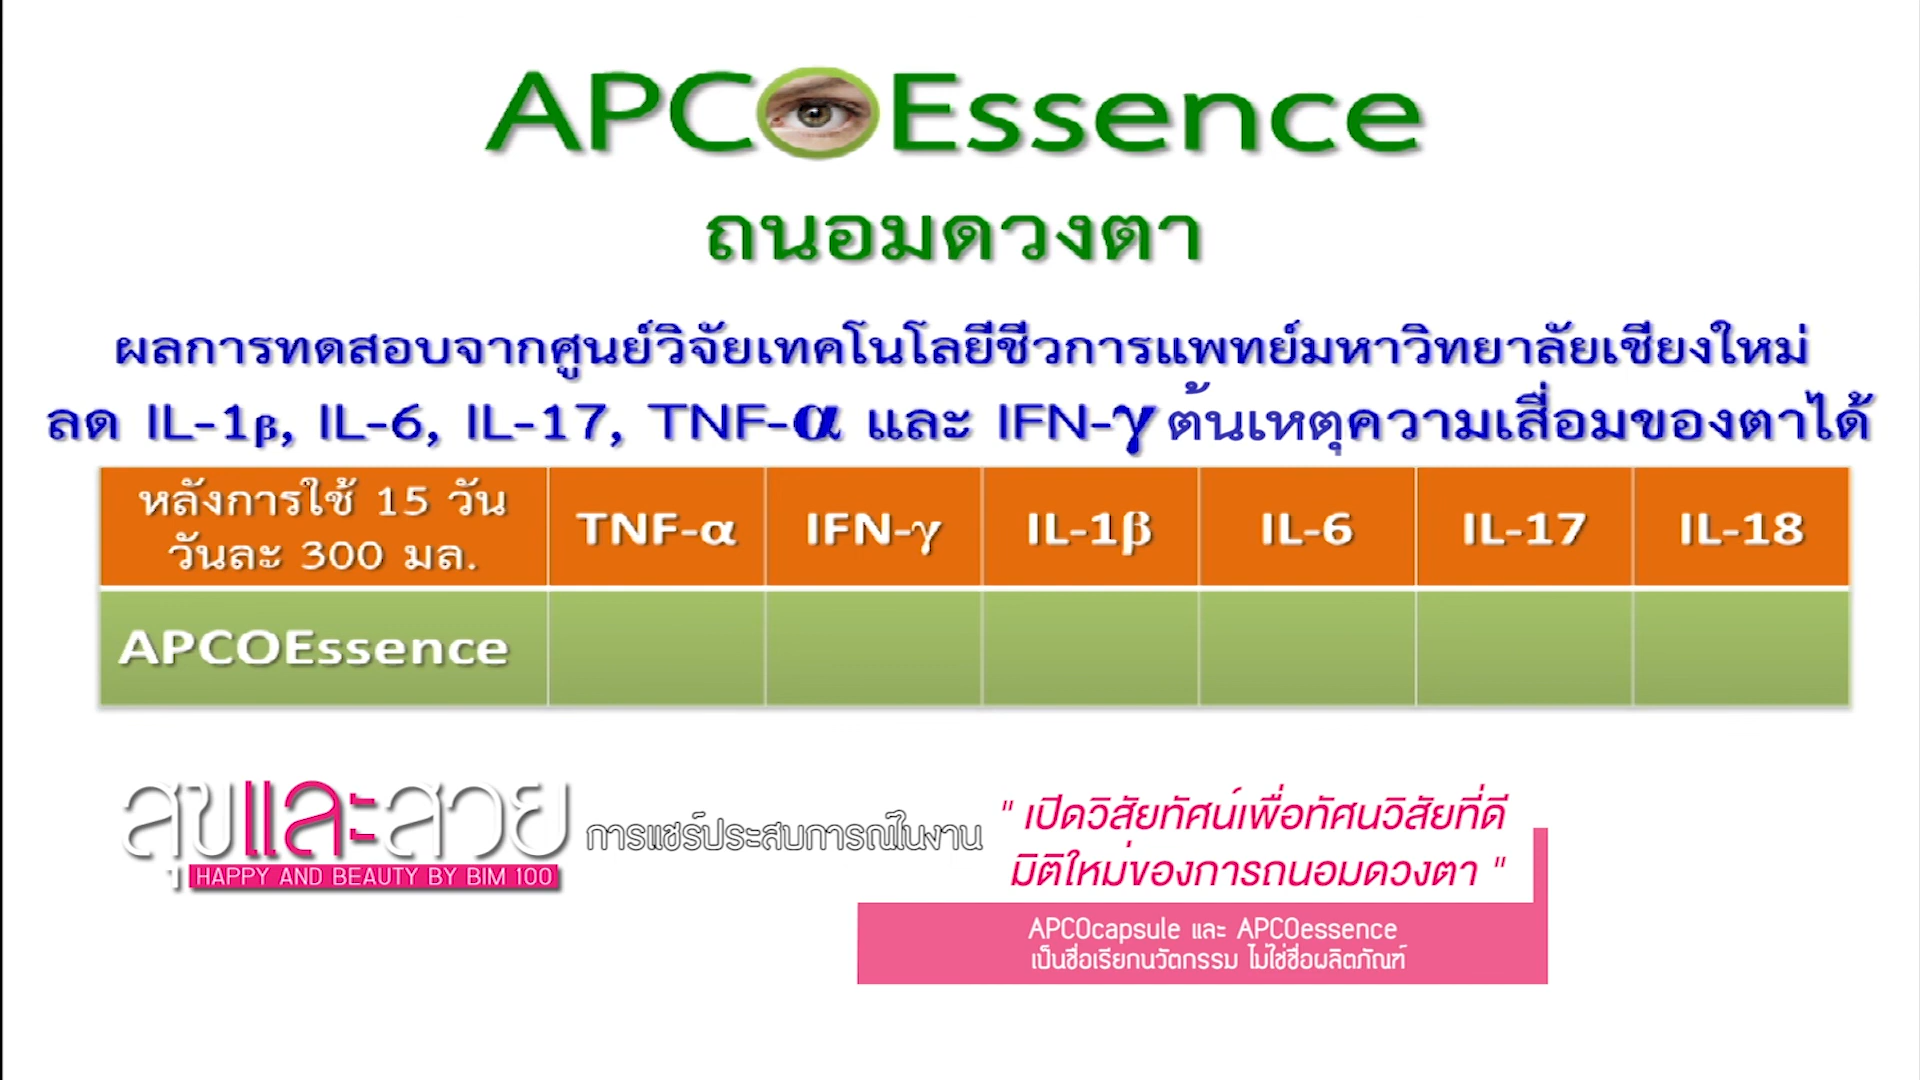 APCOEssence
ถนอมดวงตา
ผลการทดสอบจากศูนย์วิจัยเทคโนโลยีชีวการแพทย์มหาวิทยาลัยเชียงใหม่
ลด IL-1β, IL-6, IL-17, TNF-α และ IFN-γ ต้นเหตุความเสื่อมของตาได้
หลังการใช้ 15 วัน
วันละ 300 มล.
TNF-α IFN-γ IL-1β IL-6 IL-17 IL-18
APCOEssence
สุขและสวย
HAPPY AND BEAUTY BY BIM 100
การแชร์ประสบการณ์ในงาน
" เปิดวิสัยทัศน์เพื่อทัศนวิสัยที่ดี
มิติใหม่ของการถนอมดวงตา "
APCOcapsule และ APCOessence
เป็นชื่อเรียกนวัตกรรม ไม่ใช่ชื่อผลิตภัณฑ์